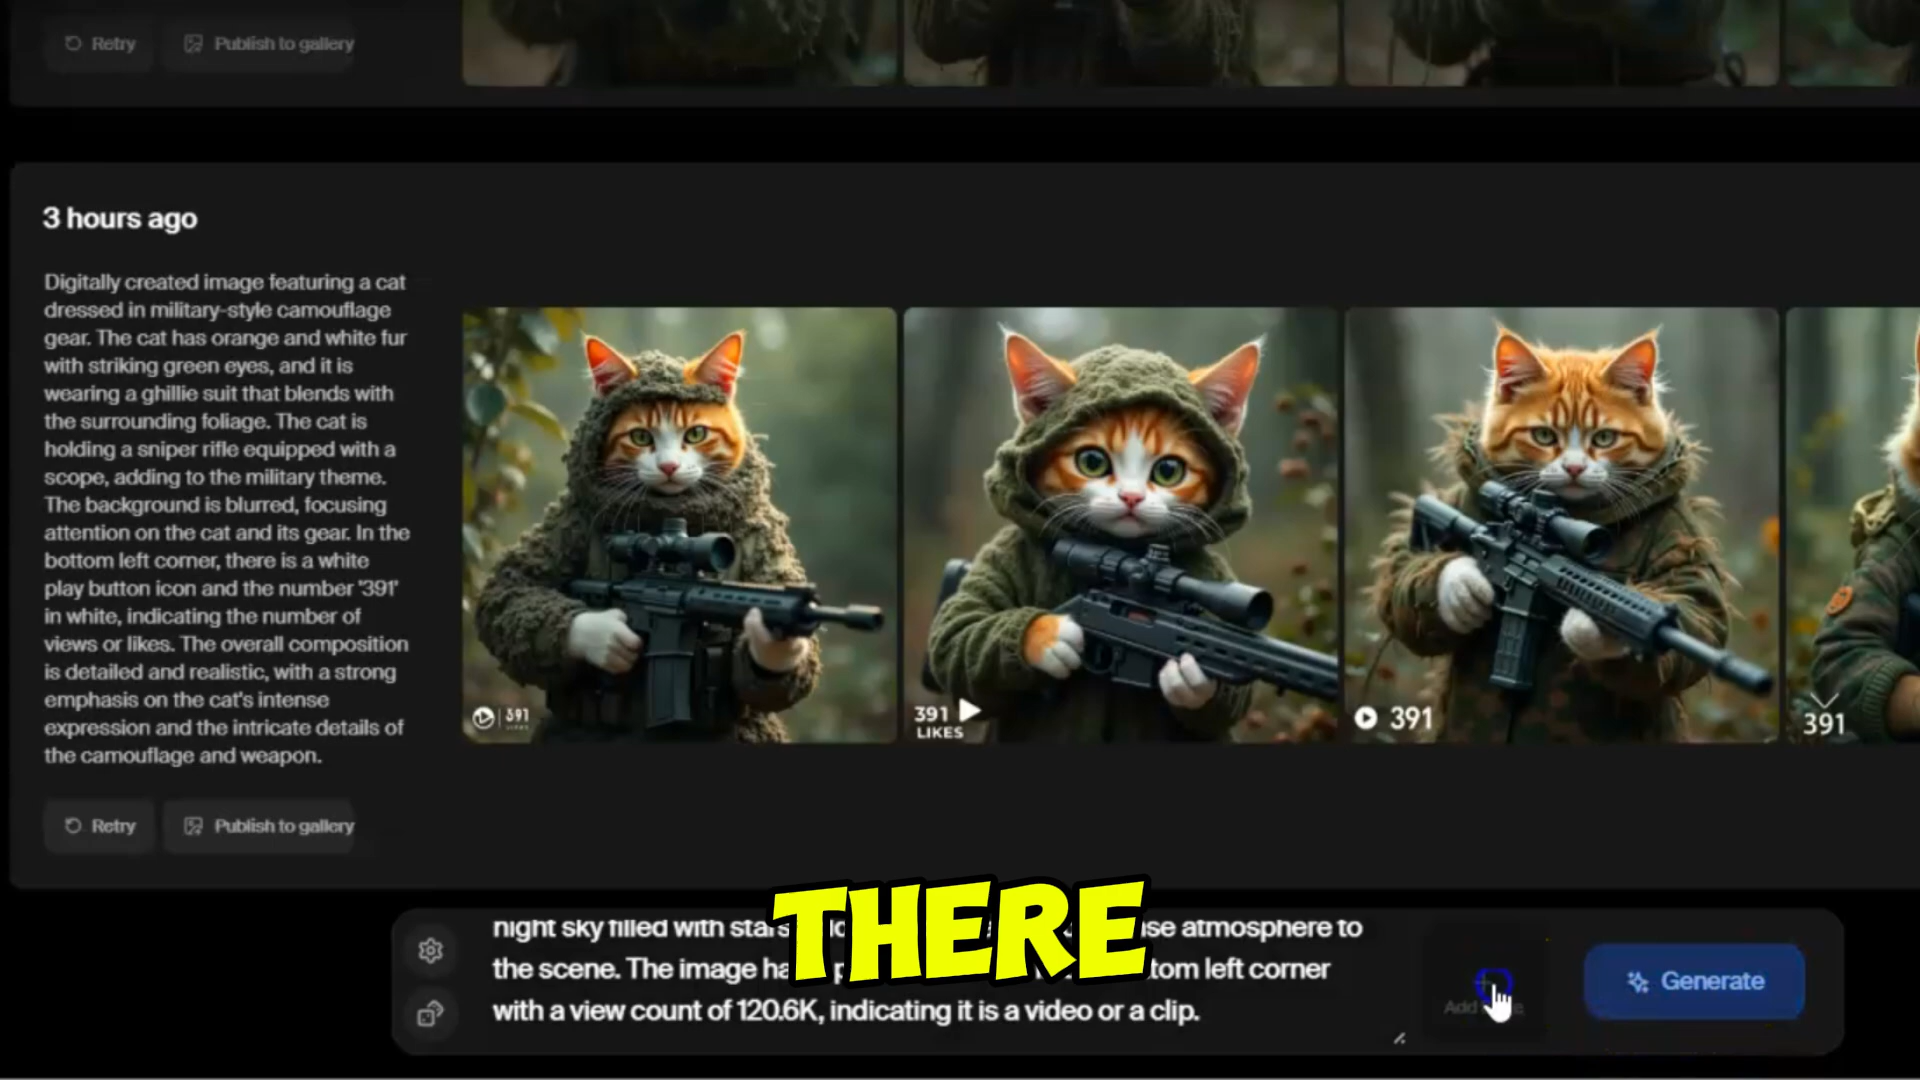 Retry
Publish to gallery
3 hours ago
Digitally created image featuring a cat
dressed in military-style camouflage
gear. The cat has orange and white fur
with striking green eyes, and it is
wearing a ghillie suit that blends with
the surrounding foliage. The cat is
holding a sniper rifle equipped with a
scope, adding to the military theme.
The background is blurred, focusing
attention on the cat and its gear. In the
bottom left corner, there is a white
play button icon and the number '391'
in white, indicating the number of
views or likes. The overall composition
is detailed and realistic, with a strong
emphasis on the cat's intense
expression and the intricate details of
the camouflage and weapon.
391
391
LIKES
391
391
Retry
Publish to gallery
THERE
night sky filled with stars atmosphere to
the scene. The image left corner
with a view count of 120.6K, indicating it is a video or a clip.
Add
Generate